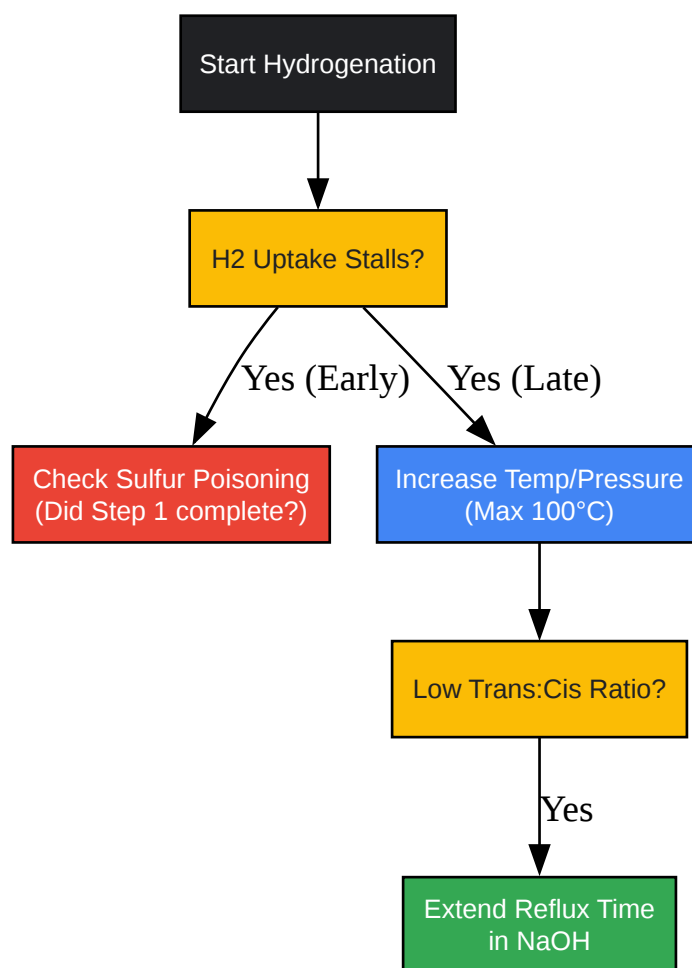 Start Hydrogenation
H2 Uptake Stalls?
Yes (Early)
Yes (Late)
Check Sulfur Poisoning
(Did Step 1 complete?)
Increase Temp/Pressure
(Max 100°C)
Low Trans:Cis Ratio?
Yes
Extend Reflux Time
in NaOH